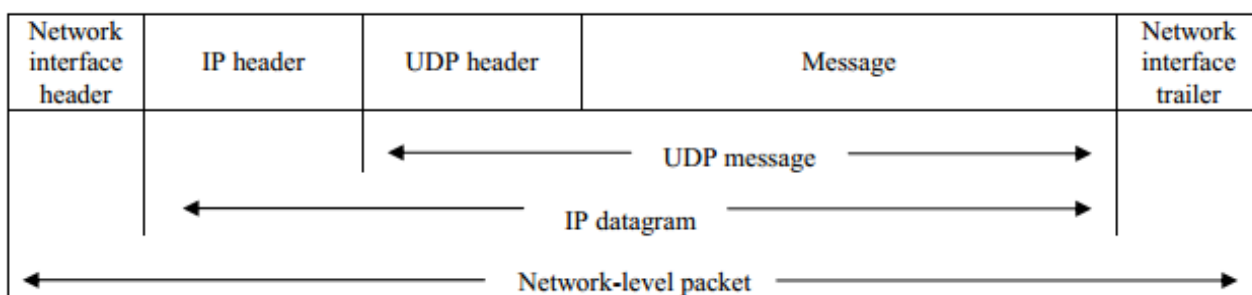 Network interface header
IP header
UDP header
Message
Network interface trailer
UDP message
IP datagram
Network-level packet